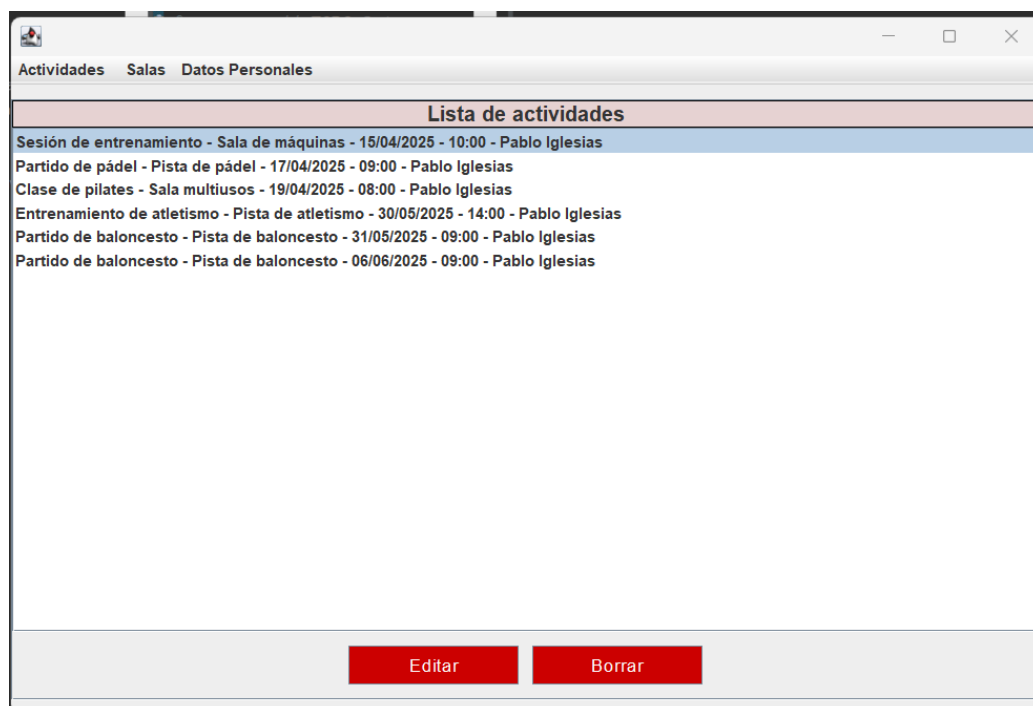 Actividades Salas Datos Personales
Lista de actividades
Sesión de entrenamiento - Sala de máquinas - 15/04/2025 - 10:00 - Pablo Iglesias
Partido de pádel - Pista de pádel - 17/04/2025 - 09:00 - Pablo Iglesias
Clase de pilates - Sala multiusos - 19/04/2025 - 08:00 - Pablo Iglesias
Entrenamiento de atletismo - Pista de atletismo - 30/05/2025 - 14:00 - Pablo Iglesias
Partido de baloncesto - Pista de baloncesto - 31/05/2025 - 09:00 - Pablo Iglesias
Partido de baloncesto - Pista de baloncesto - 06/06/2025 - 09:00 - Pablo Iglesias
Editar Borrar